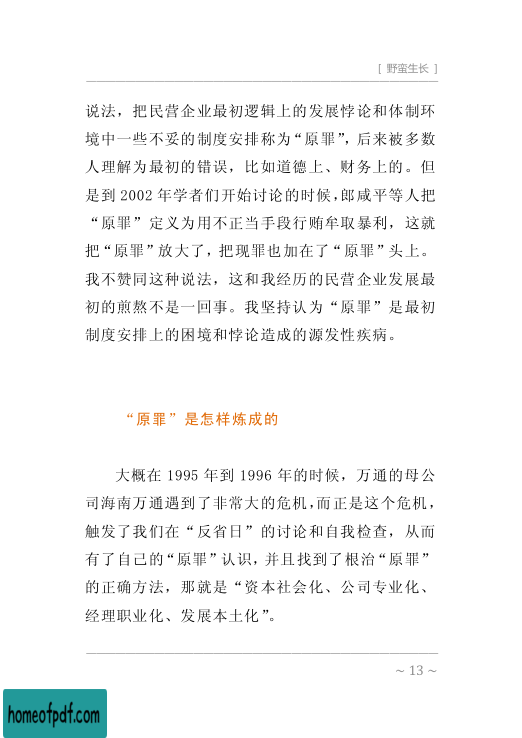 [ 野蛮生长 ]
说法，把民营企业最初逻辑上的发展悖论和体制环
境中一些不妥的制度安排称为“原罪”，后来被多数
人理解为最初的错误，比如道德上、财务上的。但
是到 2002 年学者们开始讨论的时候，郎咸平等人把
“原罪”定义为用不正当手段行贿牟取暴利，这就
把“原罪”放大了，把现罪也加在了“原罪”头上。
我不赞同这种说法，这和我经历的民营企业发展最
初的煎熬不是一回事。我坚持认为“原罪”是最初
制度安排上的困境和悖论造成的源发性疾病。
“原罪”是怎样炼成的
大概在 1995 年到 1996 年的时候，万通的母公
司海南万通遇到了非常大的危机，而正是这个危机，
触发了我们在“反省日”的讨论和自我检查，从而
有了自己的“原罪”认识，并且找到了根治“原罪”
的正确方法，那就是“资本社会化、公司专业化、
经理职业化、发展本土化”。
~ 13 ~
homeofpdf.com